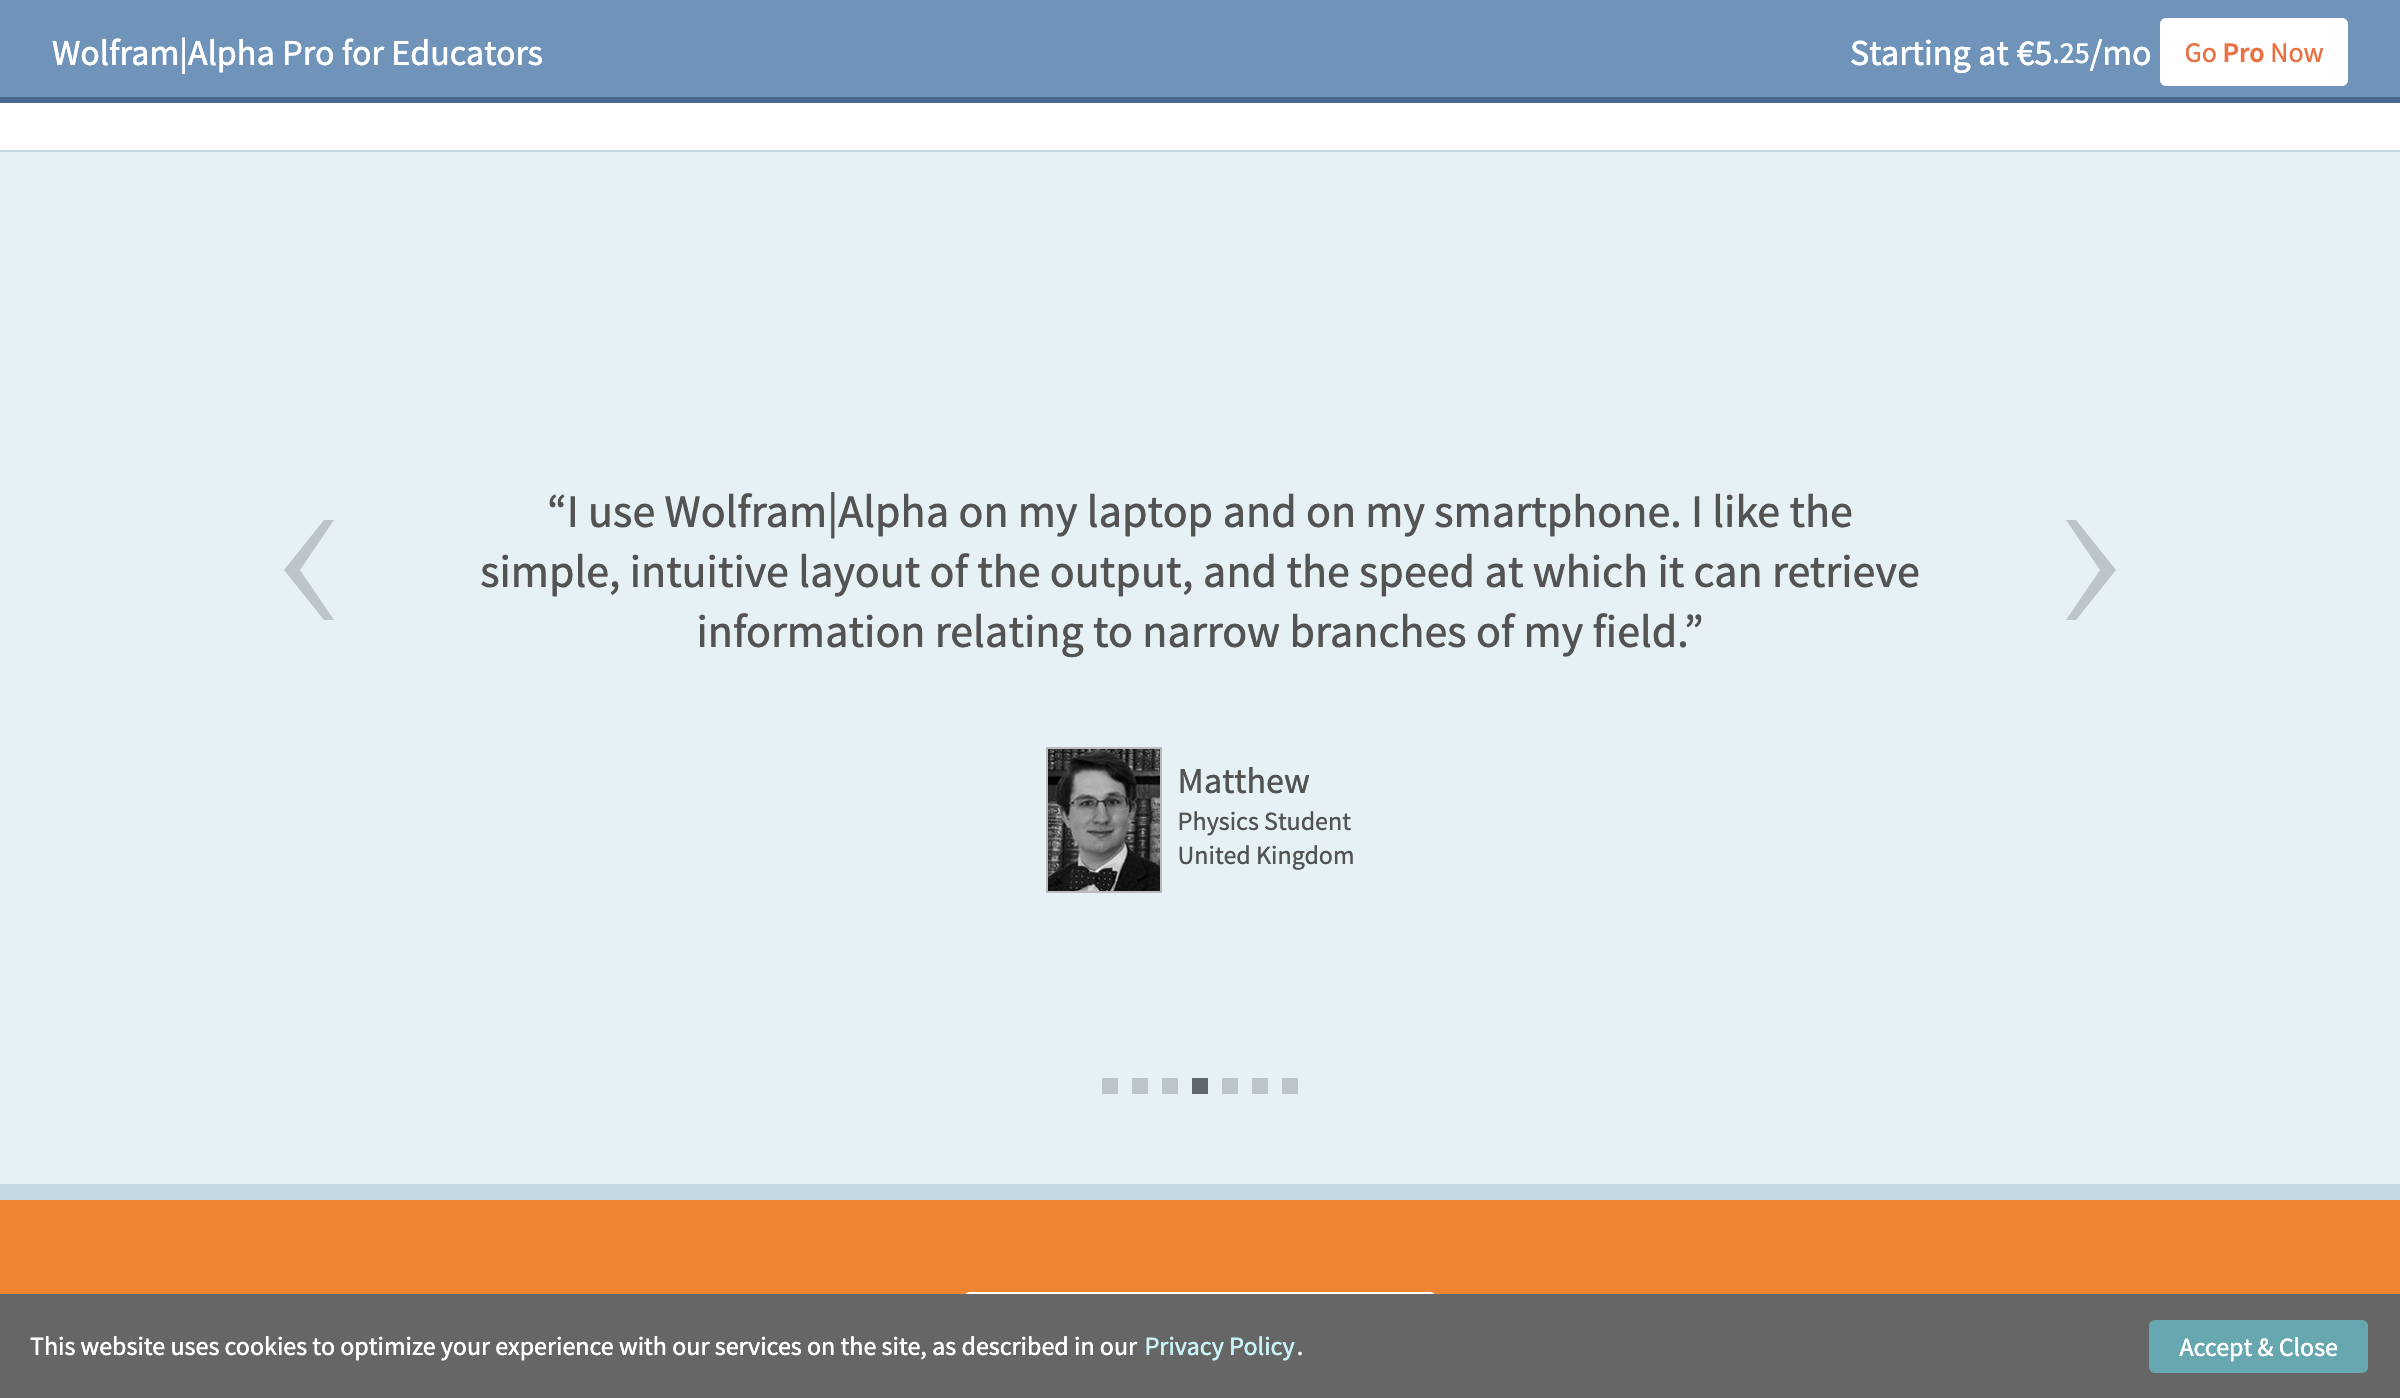 Wolfram|Alpha Pro for Educators
Starting at €5.25/mo
Go Pro Now
“I use Wolfram|Alpha on my laptop and on my smartphone. I like the
simple, intuitive layout of the output, and the speed at which it can retrieve
information relating to narrow branches of my field.”
Matthew
Physics Student
United Kingdom
This website uses cookies to optimize your experience with our services on the site, as described in our Privacy Policy.
Accept & Close